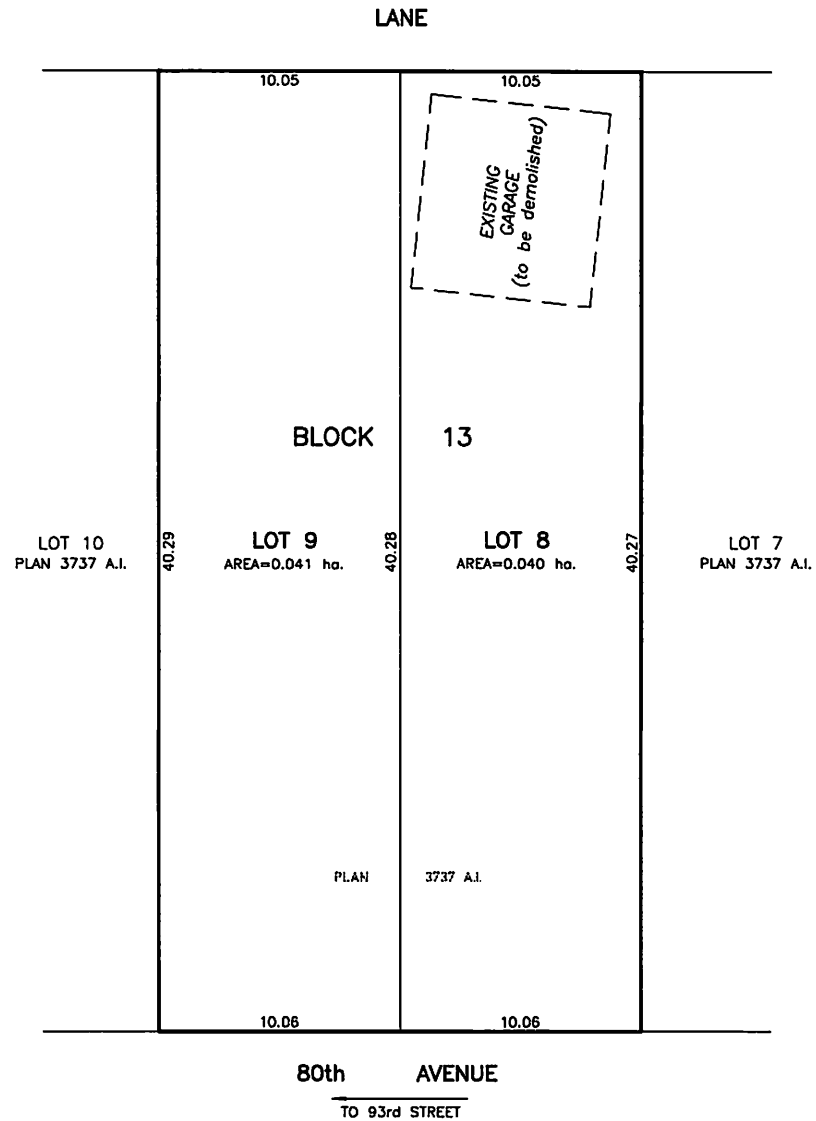 LANE
10.05 10.05
EXISTING
GARAGE
(to be demolished)
BLOCK 13
LOT 10
PLAN 3737 A.I.
40.29
LOT 9
AREA=0.041 ha.
40.28
LOT 8
AREA=0.040 ha.
40.27
LOT 7
PLAN 3737 A.I.
PLAN 3737 A.I.
10.06 10.06
80th AVENUE
TO 93rd STREET